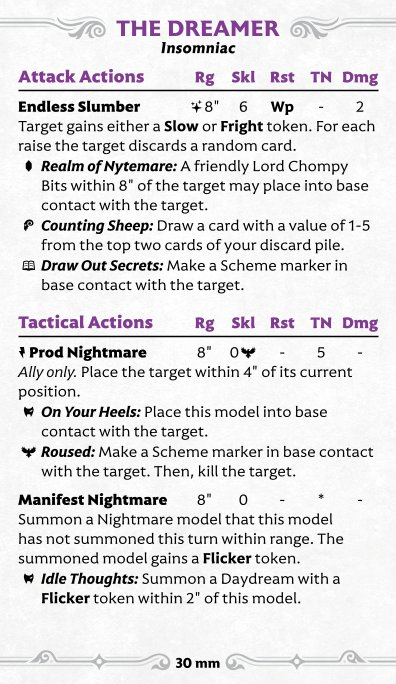 THE DREAMER
Insomniac
Attack Actions Rg Skl Rst TN Dmg
Endless Slumber 8" 6 Wp - 2
Target gains either a Slow or Fright token. For each
raise the target discards a random card.
Realm of Nytemare: A friendly Lord Chompy
Bits within 8" of the target may place into base
contact with the target.
Counting Sheep: Draw a card with a value of 1-5
from the top two cards of your discard pile.
Draw Out Secrets: Make a Scheme marker in
base contact with the target.
Tactical Actions Rg Skl Rst TN Dmg
Prod Nightmare 8" 0 - 5 -
Ally only. Place the target within 4" of its current
position.
On Your Heels: Place this model into base
contact with the target.
Roused: Make a Scheme marker in base contact
with the target. Then, kill the target.
Manifest Nightmare 8" 0 - * -
Summon a Nightmare model that this model
has not summoned this turn within range. The
summoned model gains a Flicker token.
Idle Thoughts: Summon a Daydream with a
Flicker token within 2" of this model.
30 mm